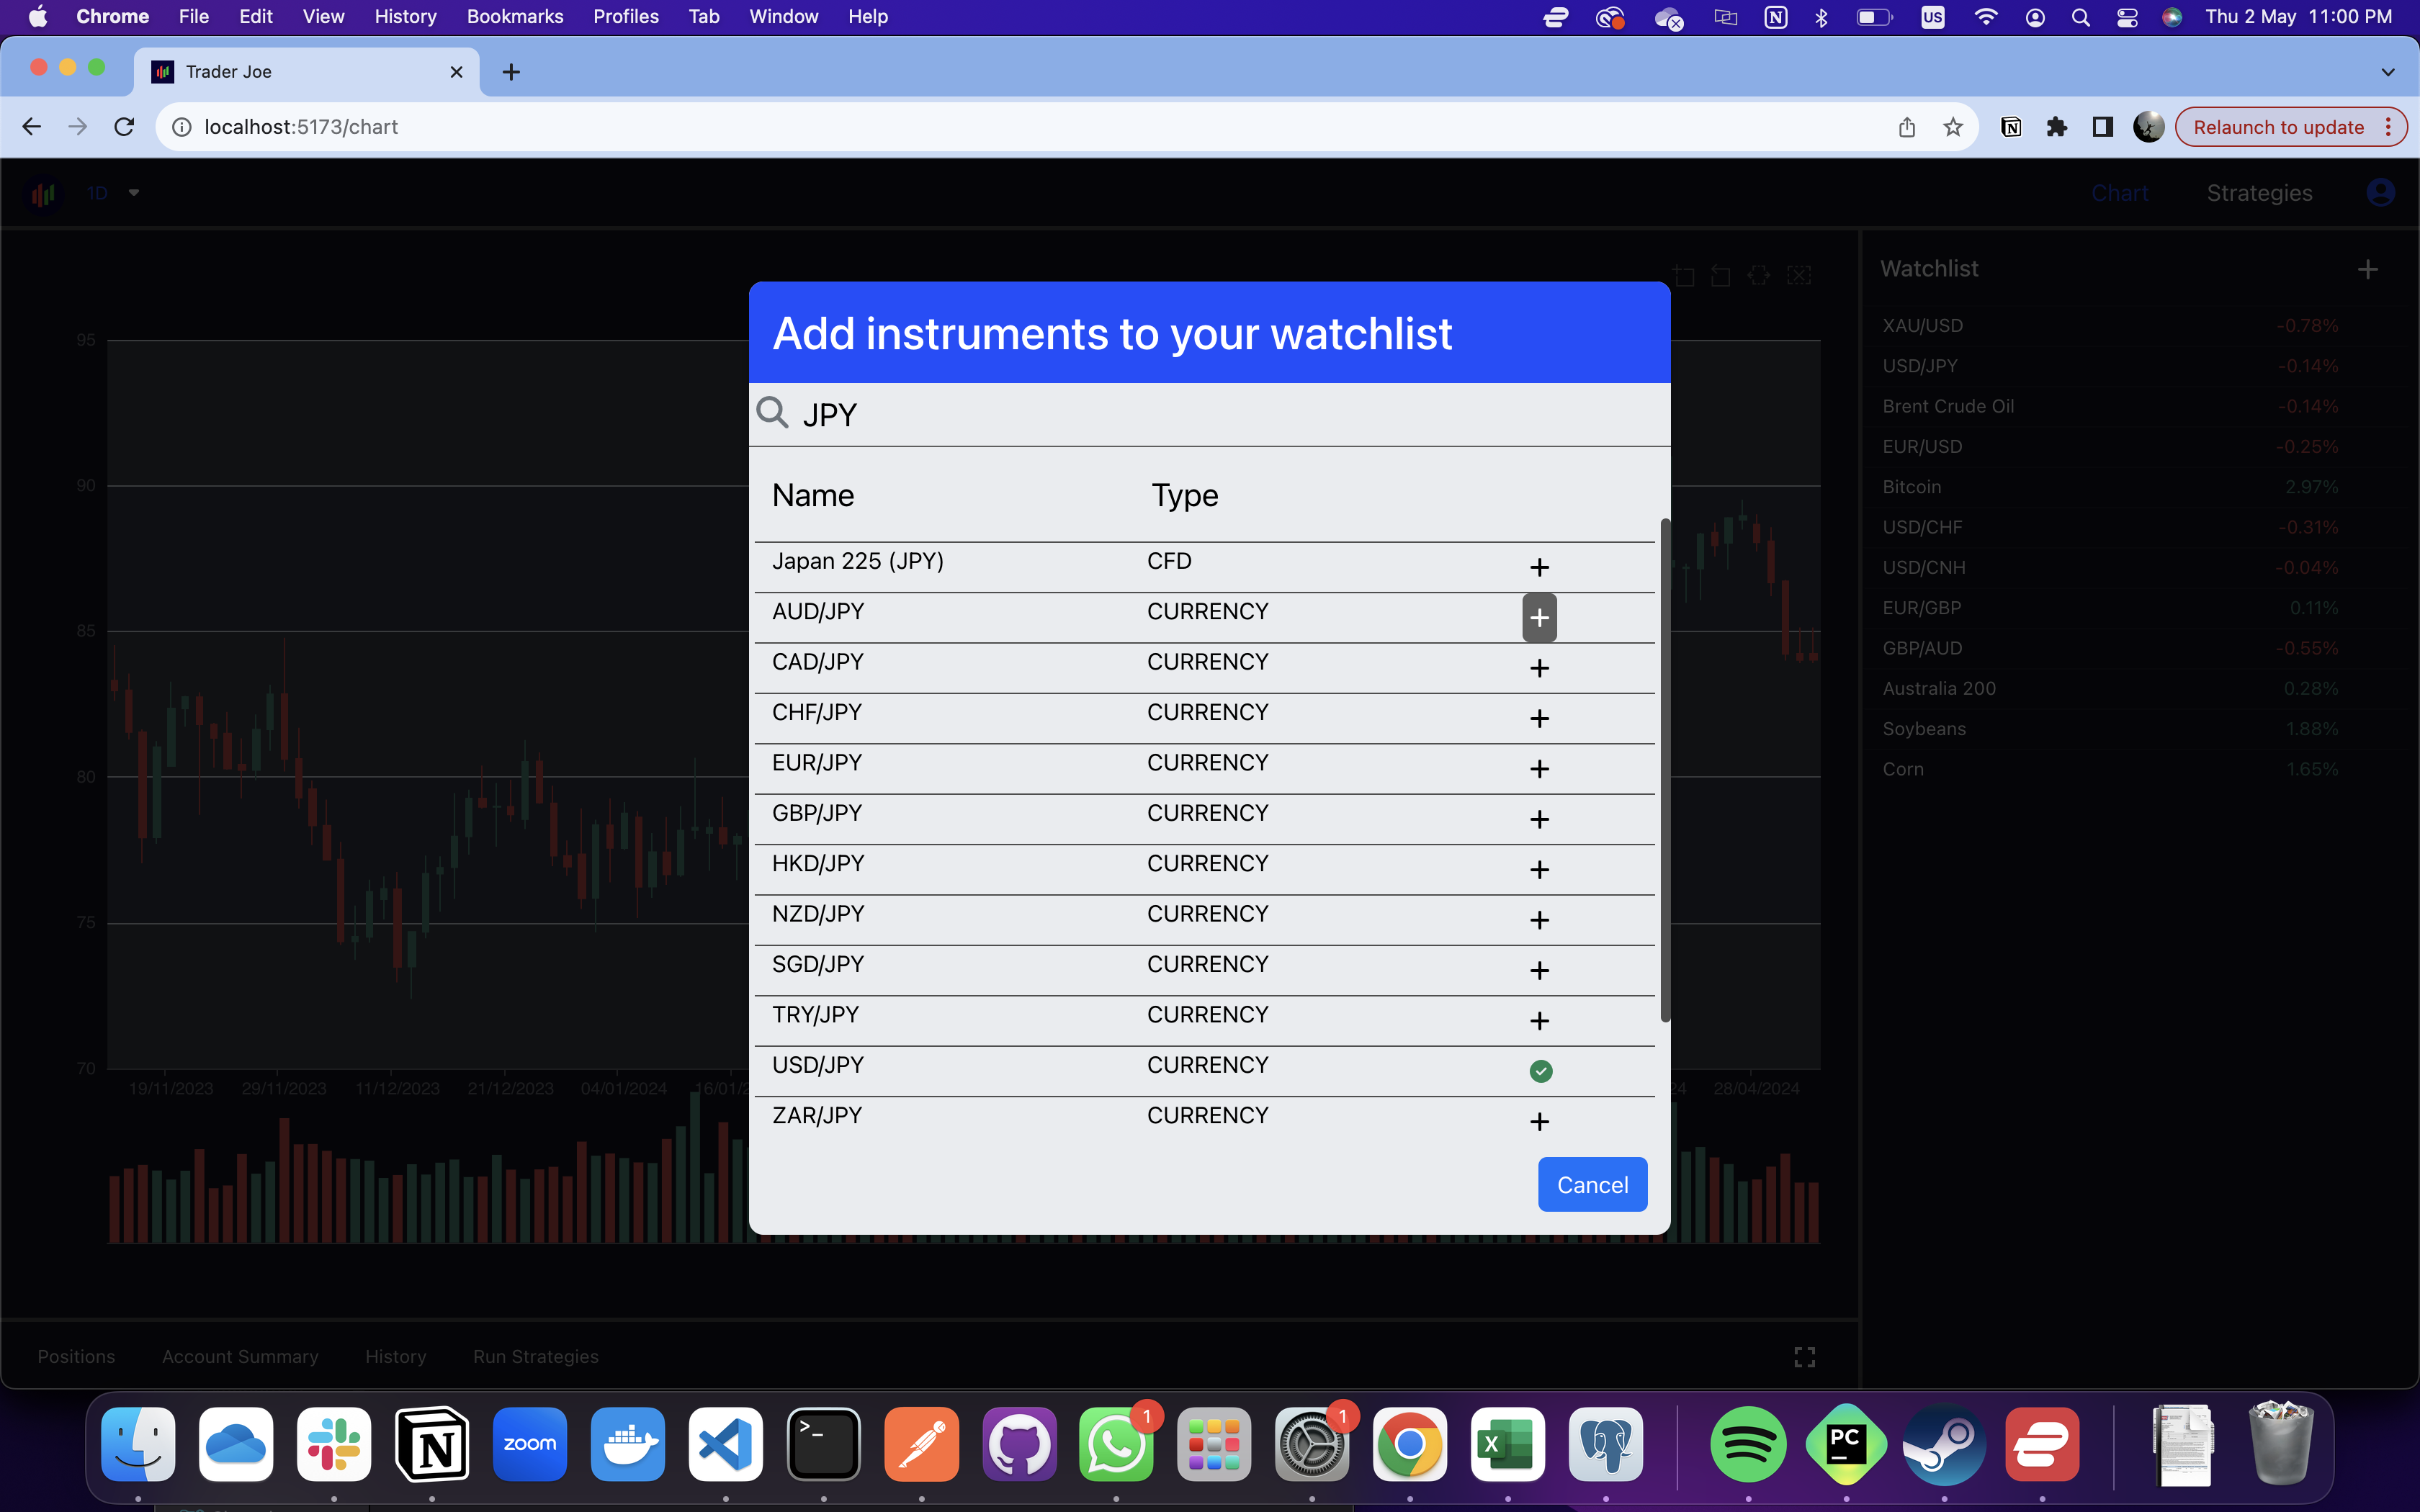 Chrome File Edit View History Bookmarks Profiles Tab Window Help
US Thu 2 May 11:00 PM
Trader Joe
localhost:5173/chart
Relaunch to update
1D
Chart Strategies
Add instruments to your watchlist
JPY
Name Type
Japan 225 (JPY) CFD
AUD/JPY CURRENCY
CAD/JPY CURRENCY
CHF/JPY CURRENCY
EUR/JPY CURRENCY
GBP/JPY CURRENCY
HKD/JPY CURRENCY
NZD/JPY CURRENCY
SGD/JPY CURRENCY
TRY/JPY CURRENCY
USD/JPY CURRENCY
ZAR/JPY CURRENCY
Cancel
95
90
85
80
75
70
19/11/2023 29/11/2023 11/12/2023 21/12/2023 04/01/2024 16/01/2 24 28/04/2024
Watchlist
XAU/USD -0.78%
USD/JPY -0.14%
Brent Crude Oil -0.14%
EUR/USD -0.25%
Bitcoin 2.97%
USD/CHF -0.31%
USD/CNH -0.04%
EUR/GBP 0.11%
GBP/AUD -0.55%
Australia 200 0.28%
Soybeans 1.88%
Corn 1.65%
Positions Account Summary History Run Strategies
zoom
1
1
X
PC